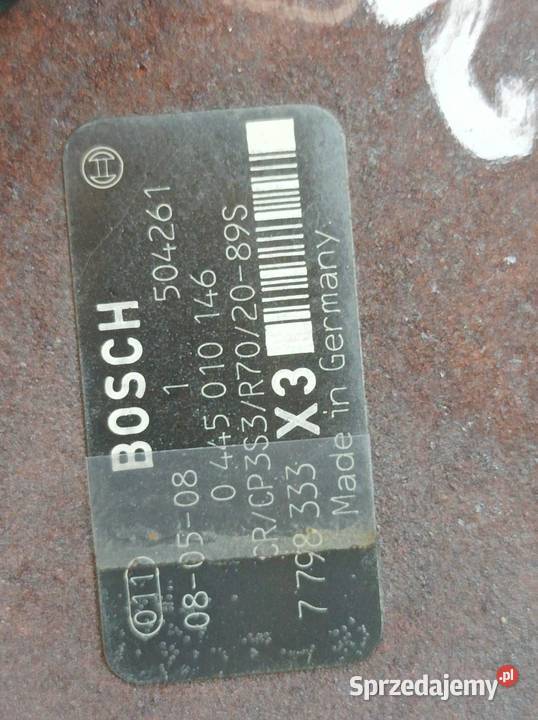 011 BOSCH
08-05-08 1 504261
0 445 010 146
CR/CP3S3/R70/20-89S
7 798 333 X3
Made in Germany.
Sprzedajemy.pl